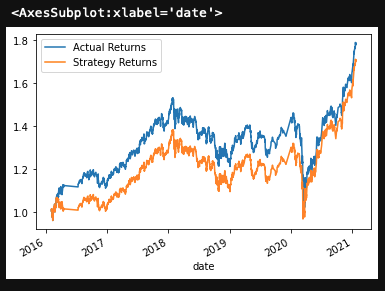 <AxesSubplot:xlabel='date'>
Actual Returns
Strategy Returns
1.8
1.6
1.4
1.2
1.0
2016
2017
2018
2019
2020
2021
date